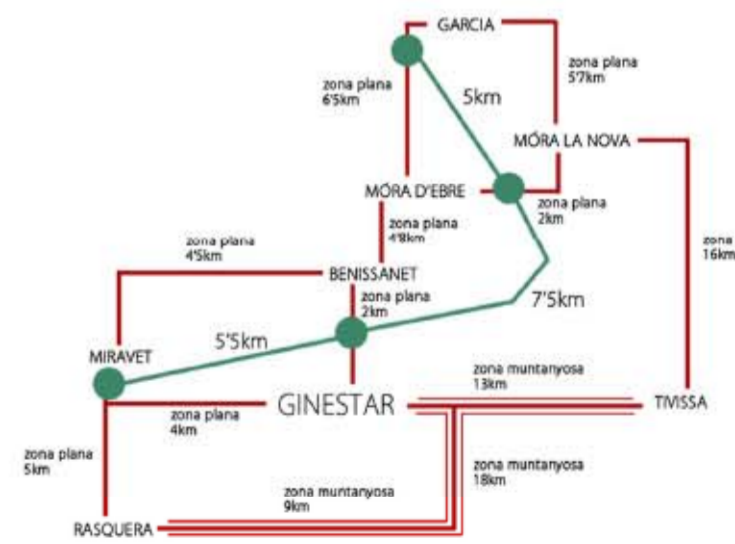 GARCIA
zona plana
5'7km
zona plana
6'5km
5km
MÓRA LA NOVA
MÓRA D'EBRE
zona plana
2km
zona plana
4'8km
zona plana
4'5km
zona
16km
BENISSANET
zona plana
2km
7'5km
5'5km
MIRAVET
zona muntanyosa
13km
GINESTAR
TIVISSA
zona plana
4km
zona plana
5km
zona muntanyosa
18km
zona muntanyosa
9km
RASQUERA